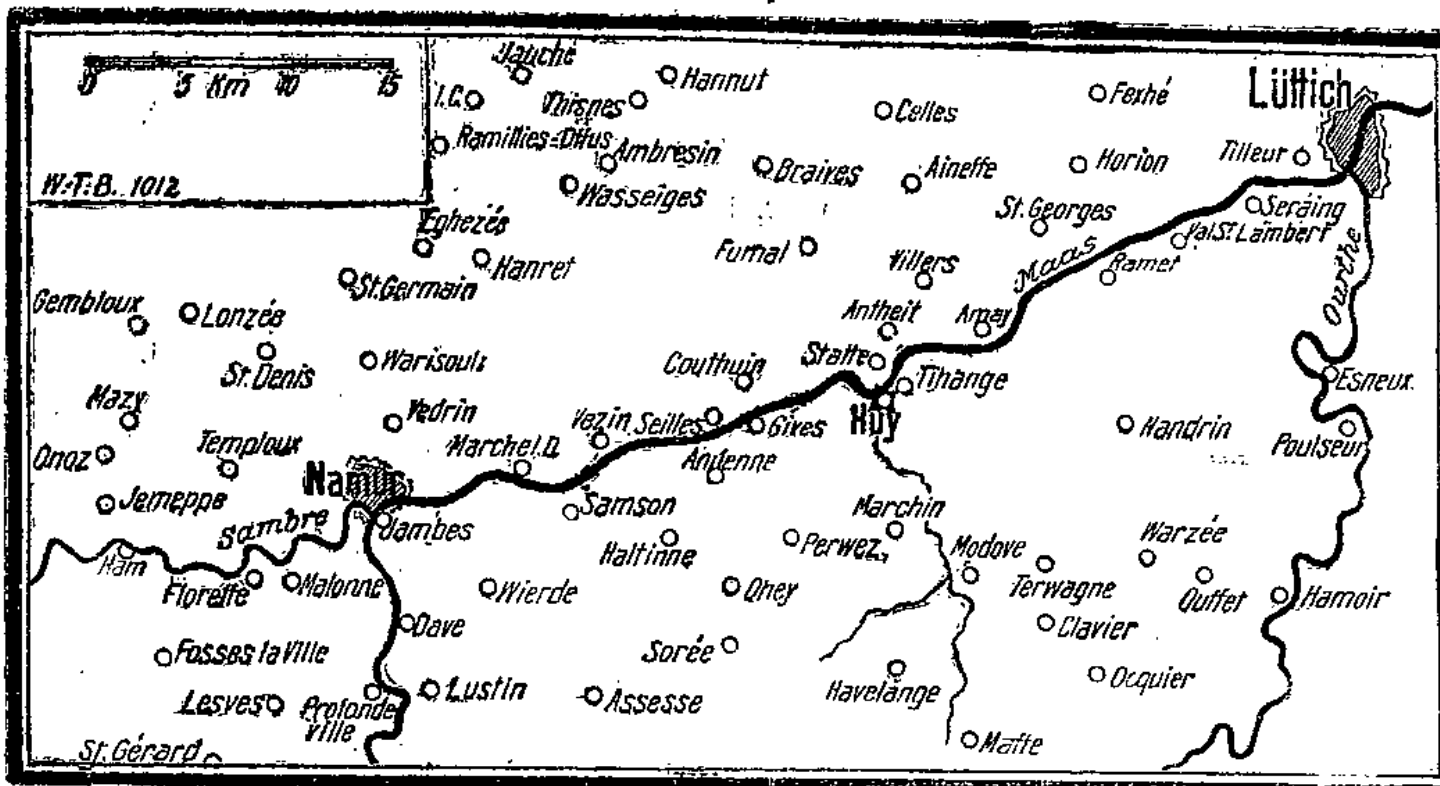 0 5 Km 10 15
W.T.B. 1012
Jauche
Hannut
I.C.
Thisnes
Celles
Fexhé
Lüttich
Ramillies=Offus
Ambresin
Braives
Aineffe
Horion
Tilleur
Wasseiges
St. Georges
Seraing
Val St. Lambert
Eghezés
Hanret
Fumal
Villers
Maas
Ramet
Ourthe
St. Germain
Gembloux
Lonzée
Antheit
Amay
St. Denis
Warisoul
Couthuin
Statte
Tihange
Esneux
Mazy
Vedrin
Vezin
Seilles
Gives
Huy
Nandrin
Poulseur
Onoz
Temploux
Marche l. D.
Andenne
Namur
Jemeppe
Sambre
Jambes
Samson
Marchin
Haltinne
Perwez
Modave
Warzée
Ham
Floreffe
Malonne
Wierde
Ohey
Terwagne
Ouffet
Hamoir
Dave
Clavier
Fosses la Ville
Sorée
Lesves
Profonde
ville
Lustin
Assesse
Havelange
Ocquier
St. Gérard
Maffe